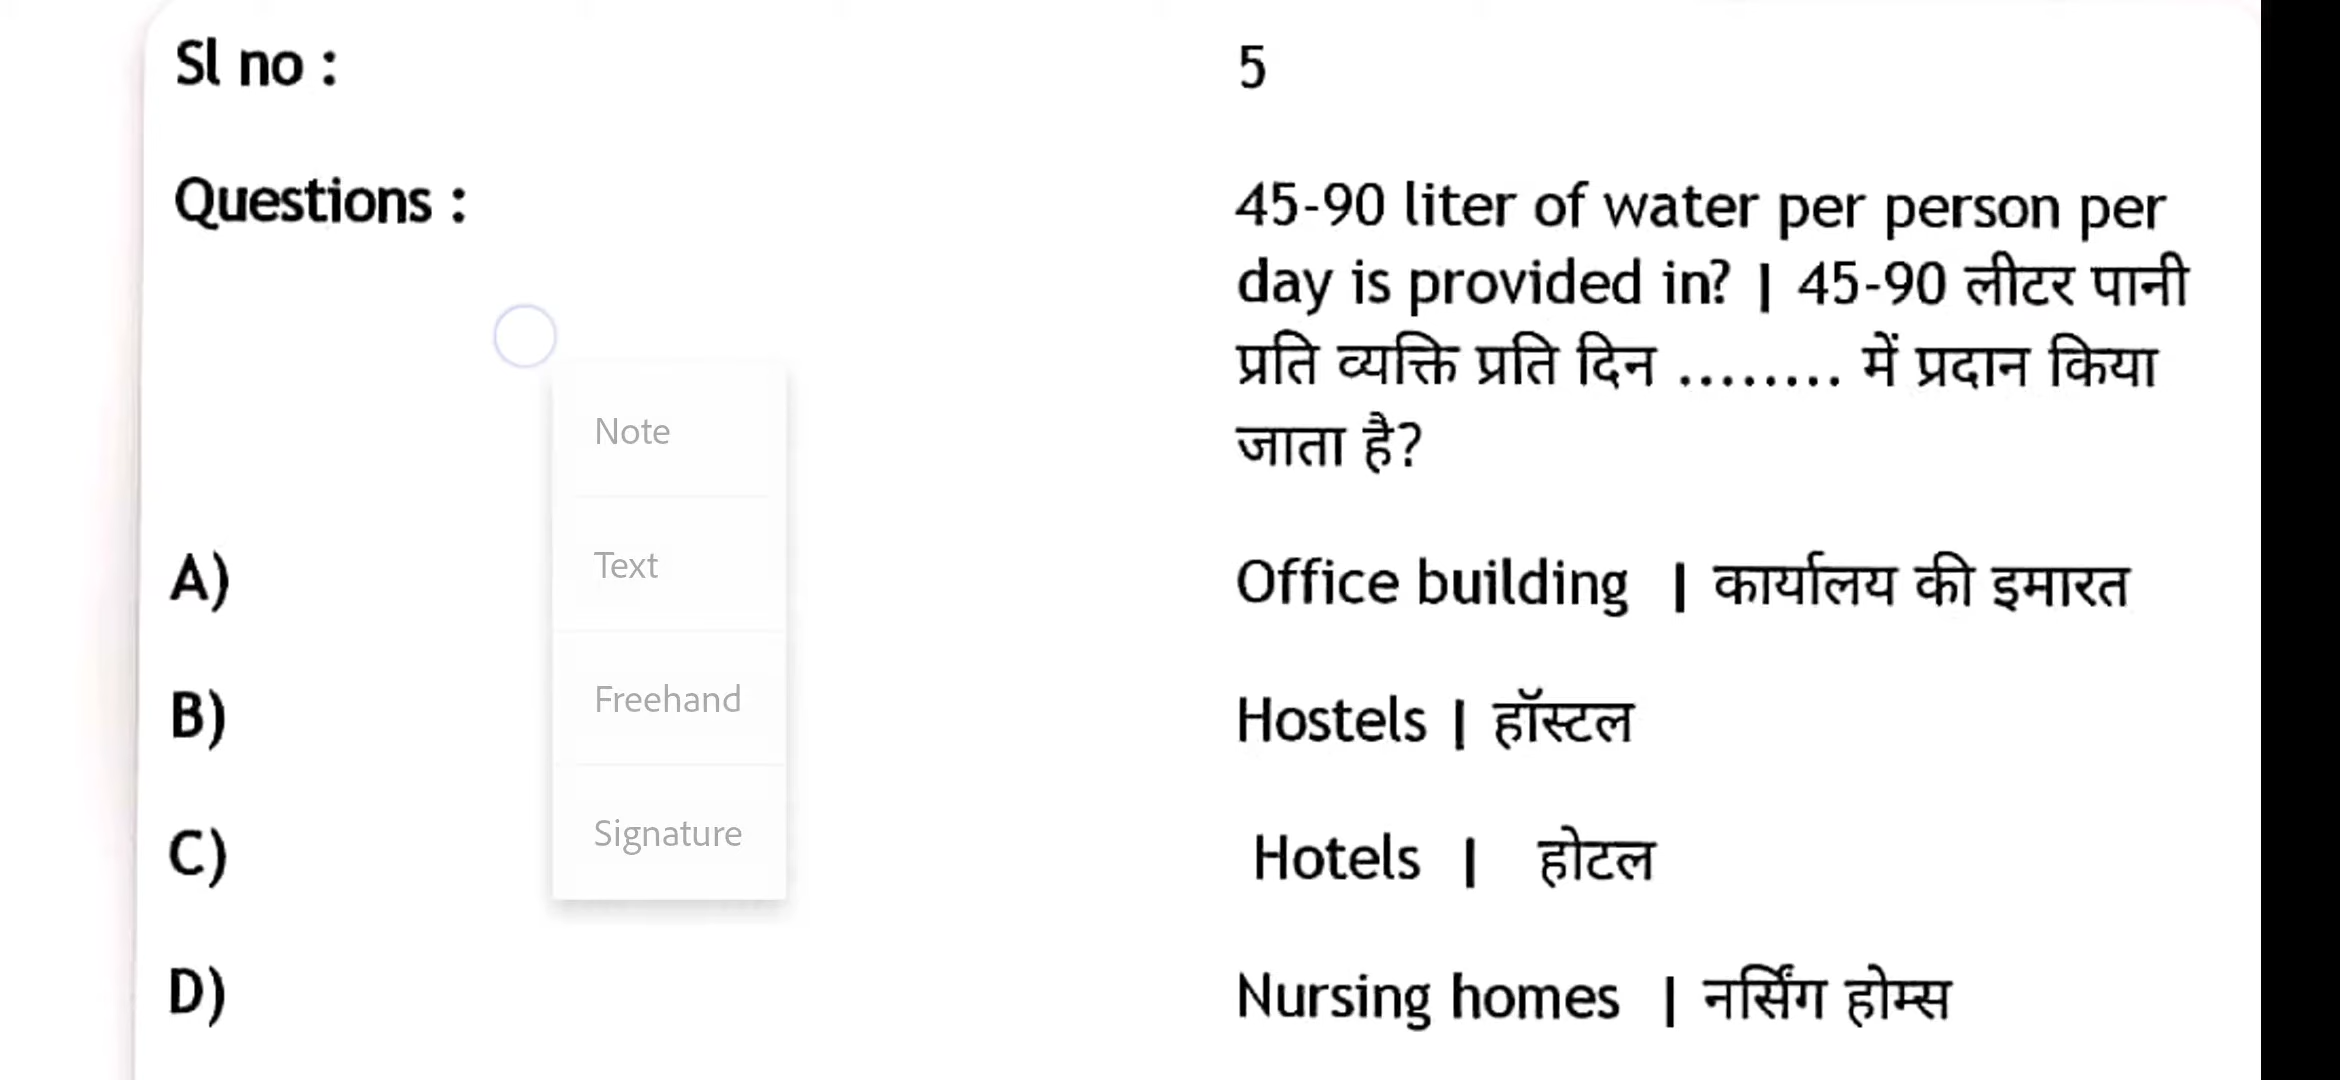 Sl no :
5
Questions :
45-90 liter of water per person per
day is provided in? | 45-90 लीटर पानी
प्रति व्यक्ति प्रति दिन ........ में प्रदान किया
जाता है?
Note
Text
Freehand
Signature
A)
Office building | कार्यालय की इमारत
B)
Hostels | हॉस्टल
C)
Hotels | होटल
D)
Nursing homes | नर्सिंग होम्स